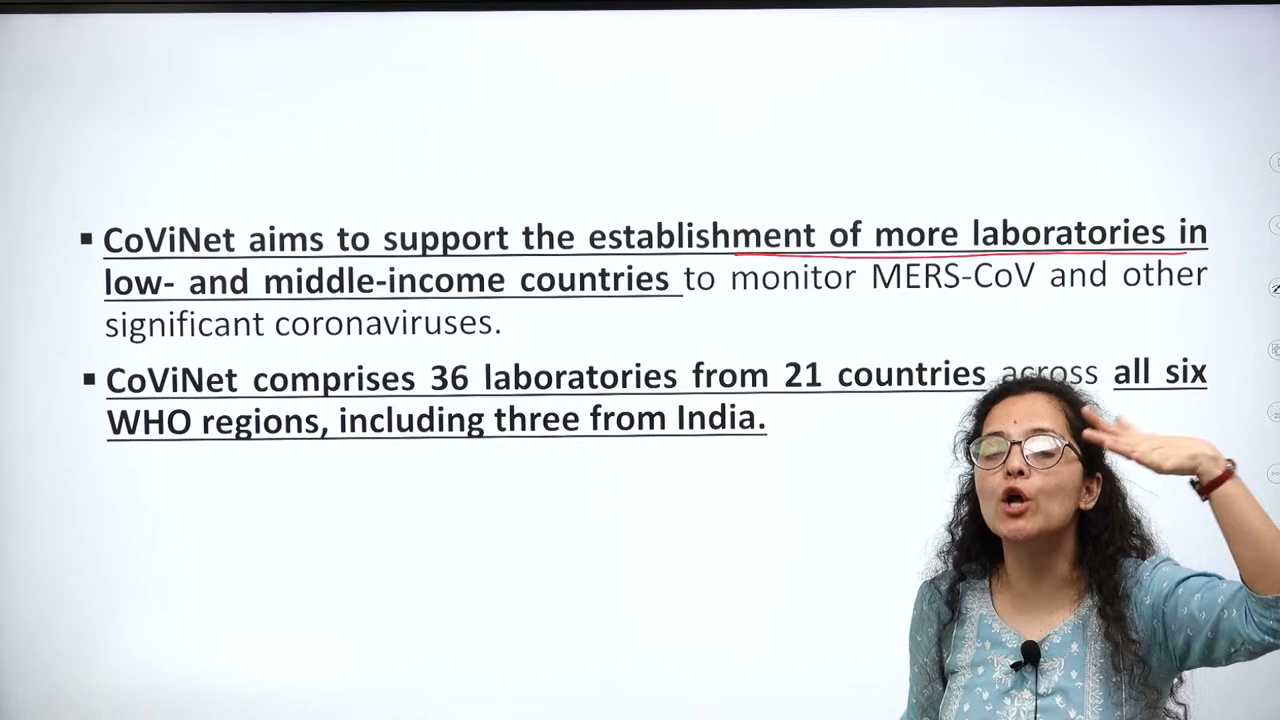 ▪ CoViNet aims to support the establishment of more laboratories in
low- and middle-income countries to monitor MERS-CoV and other
significant coronaviruses.
▪ CoViNet comprises 36 laboratories from 21 countries across all six
WHO regions, including three from India.